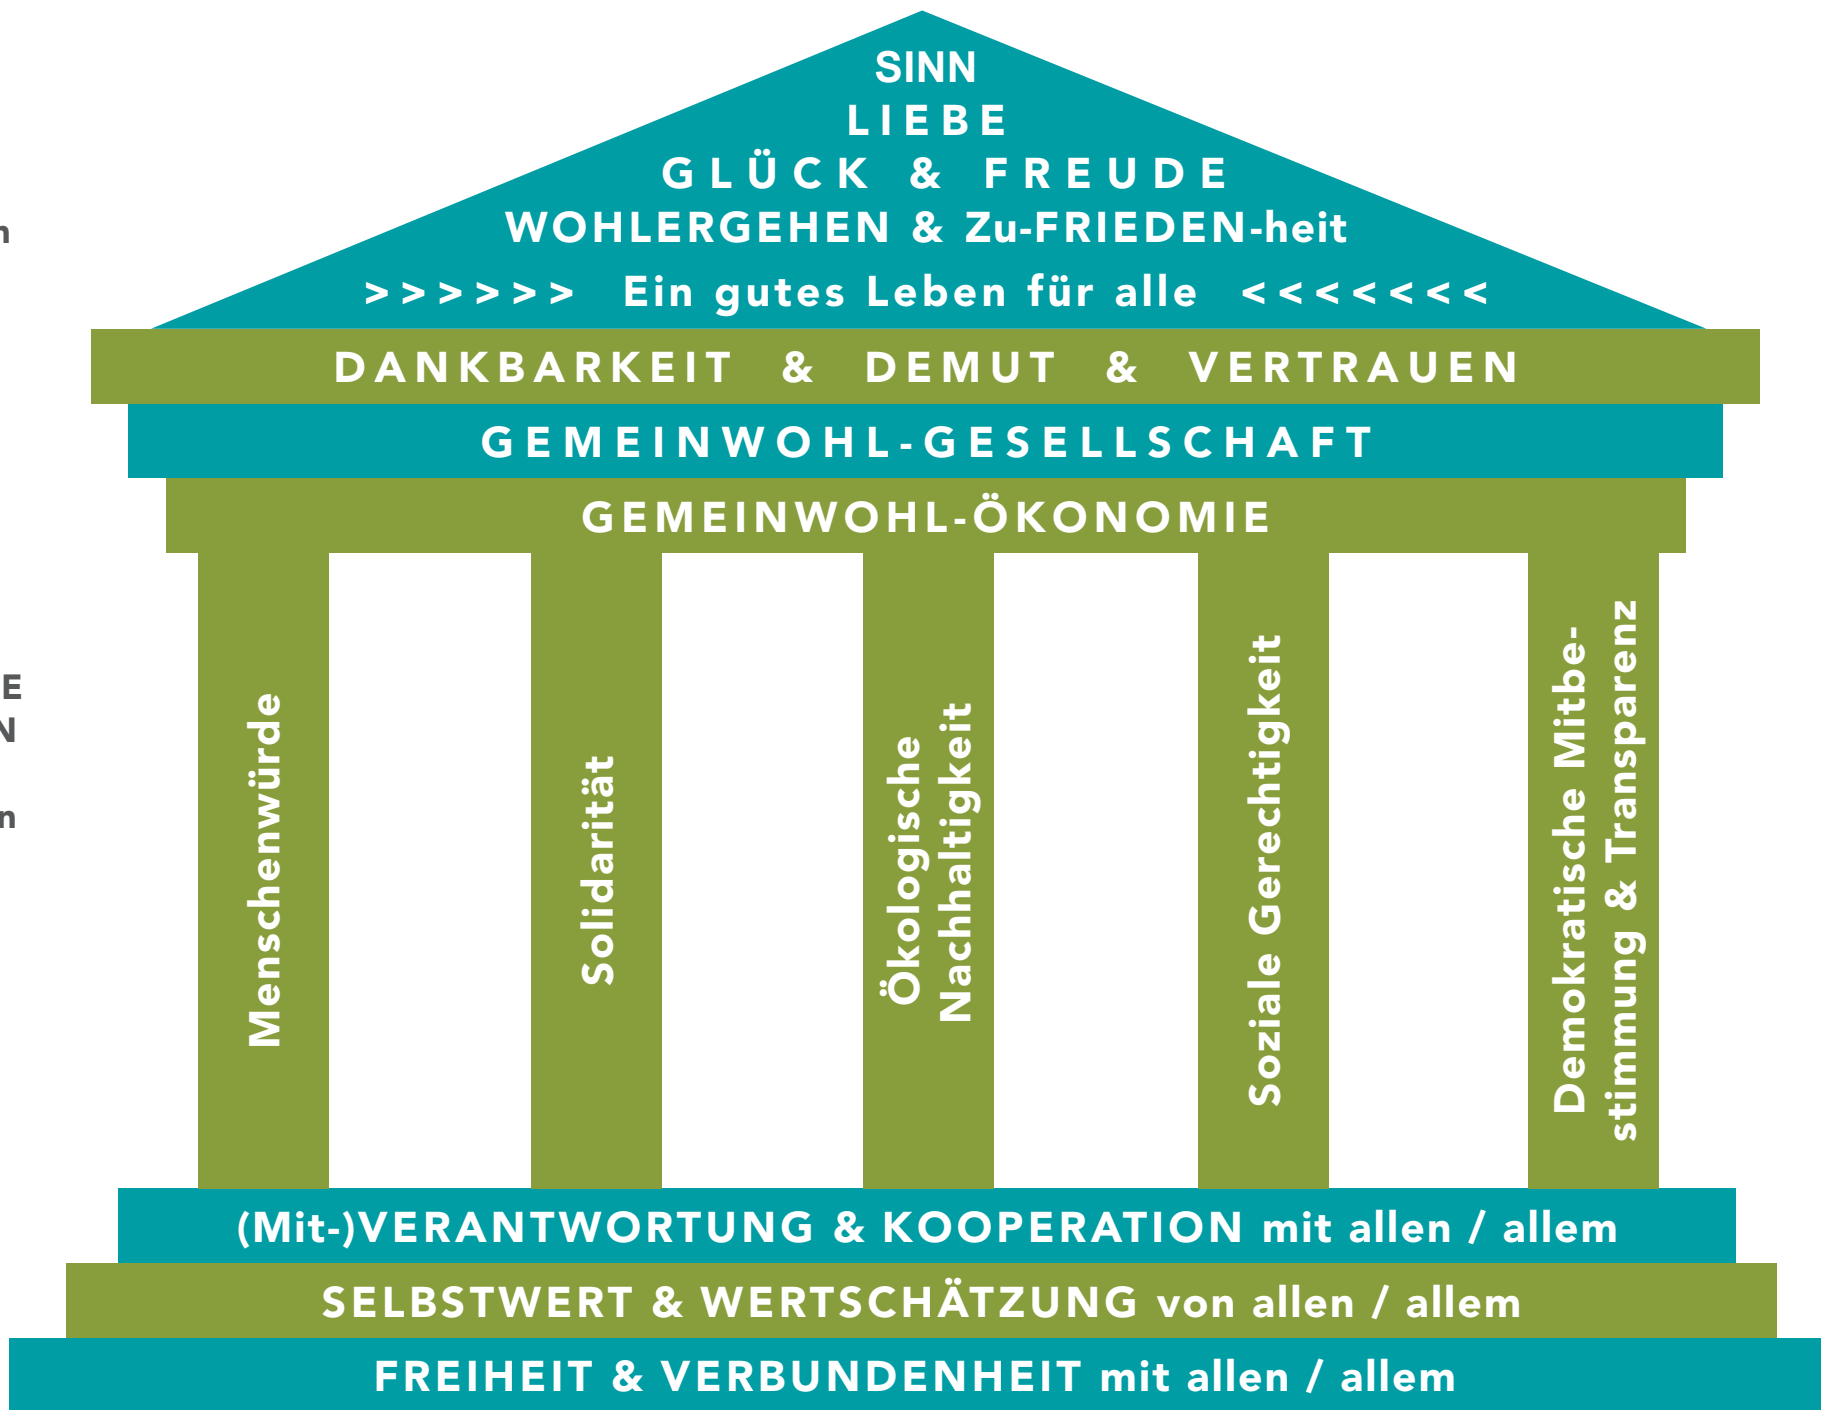 SINN
LIEBE
GLÜCK & FREUDE
WOHLERGEHEN & Zu-FRIEDEN-heit
> > > > > > Ein gutes Leben für alle < < < < < < <
DANKBARKEIT & DEMUT & VERTRAUEN
GEMEINWOHL-GESELLSCHAFT
GEMEINWOHL-ÖKONOMIE
Menschenwürde
Solidarität
Ökologische
Nachhaltigkeit
Soziale Gerechtigkeit
Demokratische Mitbe-
stimmung & Transparenz
(Mit-)VERANTWORTUNG & KOOPERATION mit allen / allem
SELBSTWERT & WERTSCHÄTZUNG von allen / allem
FREIHEIT & VERBUNDENHEIT mit allen / allem